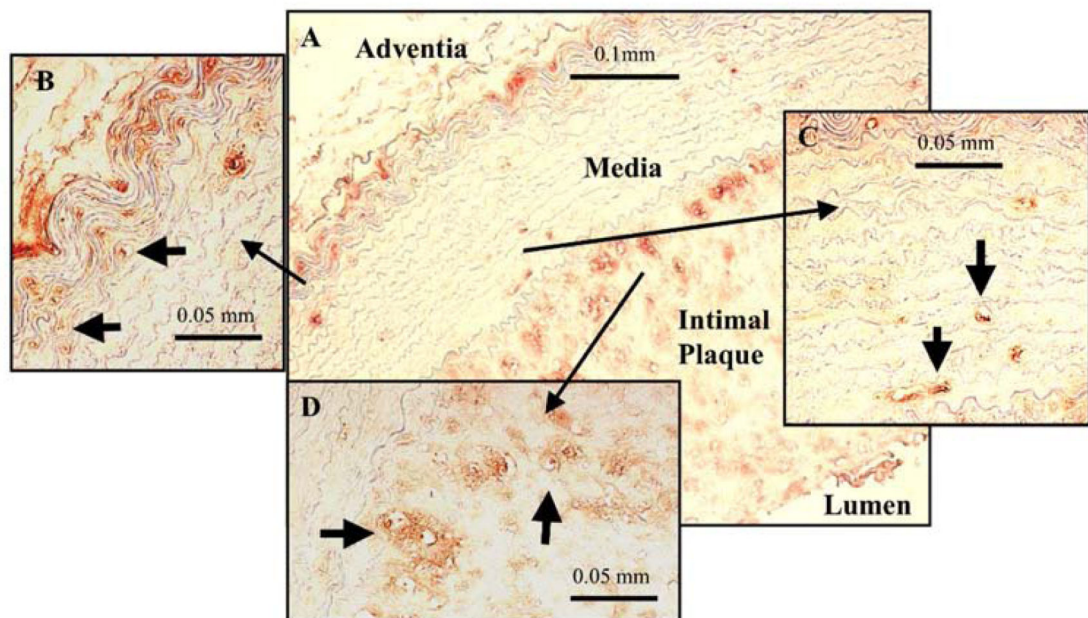 A
Adventia
0.1mm
B
0.05 mm
Media
C
0.05 mm
Intimal
Plaque
D
0.05 mm
Lumen